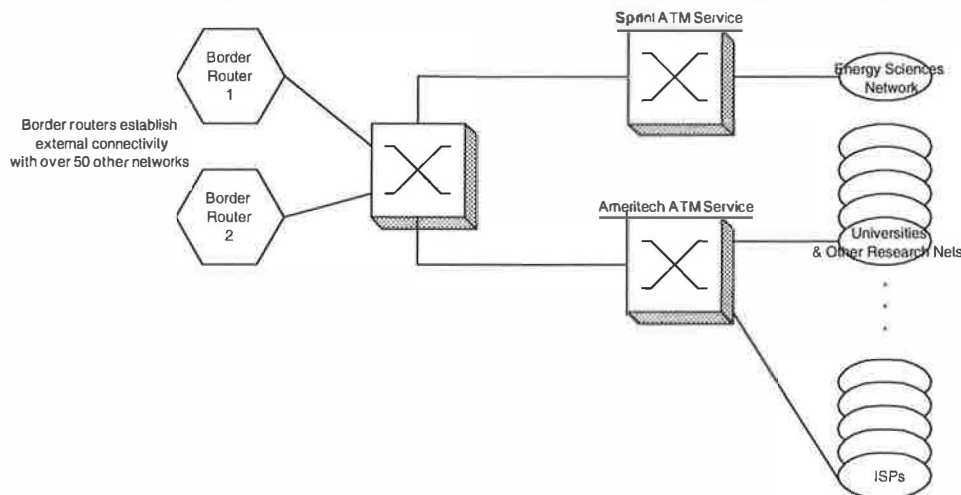 Sprint ATM Service
Border
Router
1
Energy Sciences
Network
Border routers establish
external connectivity
with over 50 other networks
Border
Router
2
Ameritech ATM Service
Universities
& Other Research Nets
ISPs